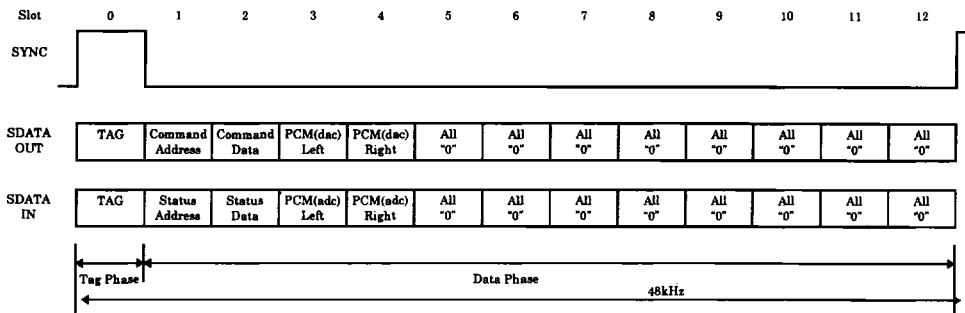 Slot 0 1 2 3 4 5 6 7 8 9 10 11 12
SYNC
SDATA OUT TAG Command Address Command Data PCM(dac) Left PCM(dac) Right All "0" All "0" All "0" All "0" All "0" All "0" All "0" All "0"
SDATA IN TAG Status Address Status Data PCM(adc) Left PCM(adc) Right All "0" All "0" All "0" All "0" All "0" All "0" All "0" All "0"
Tag Phase Data Phase
48kHz